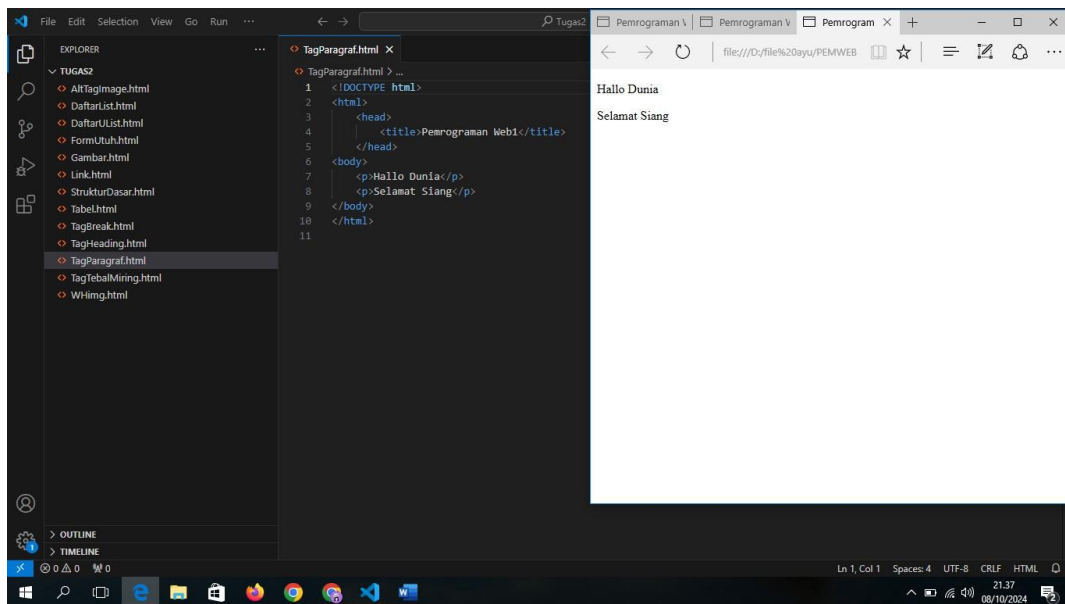 File Edit Selection View Go Run ···
Tugas2
EXPLORER ···
TUGAS2
AltTagImage.html
DaftarList.html
DaftarUList.html
FormUtuh.html
Gambar.html
Link.html
StrukturDasar.html
Tabel.html
TagBreak.html
TagHeading.html
TagParagraf.html
TagTebalMiring.html
WHimg.html
OUTLINE
TIMELINE
TagParagraf.html
TagParagraf.html > ...
1 <!DOCTYPE html>
2 <html>
3 <head>
4 <title>Pemrograman Web1</title>
5 </head>
6 <body>
7 <p>Hallo Dunia</p>
8 <p>Selamat Siang</p>
9 </body>
10 </html>
11
Pemrograman \ Pemrograman V Pemrogram
file:///D:/file%20ayu/PEMWEB
Hallo Dunia
Selamat Siang
0 0 0 Ln 1, Col 1 Spaces: 4 UTF-8 CRLF HTML
1
21.37
08/10/2024
2